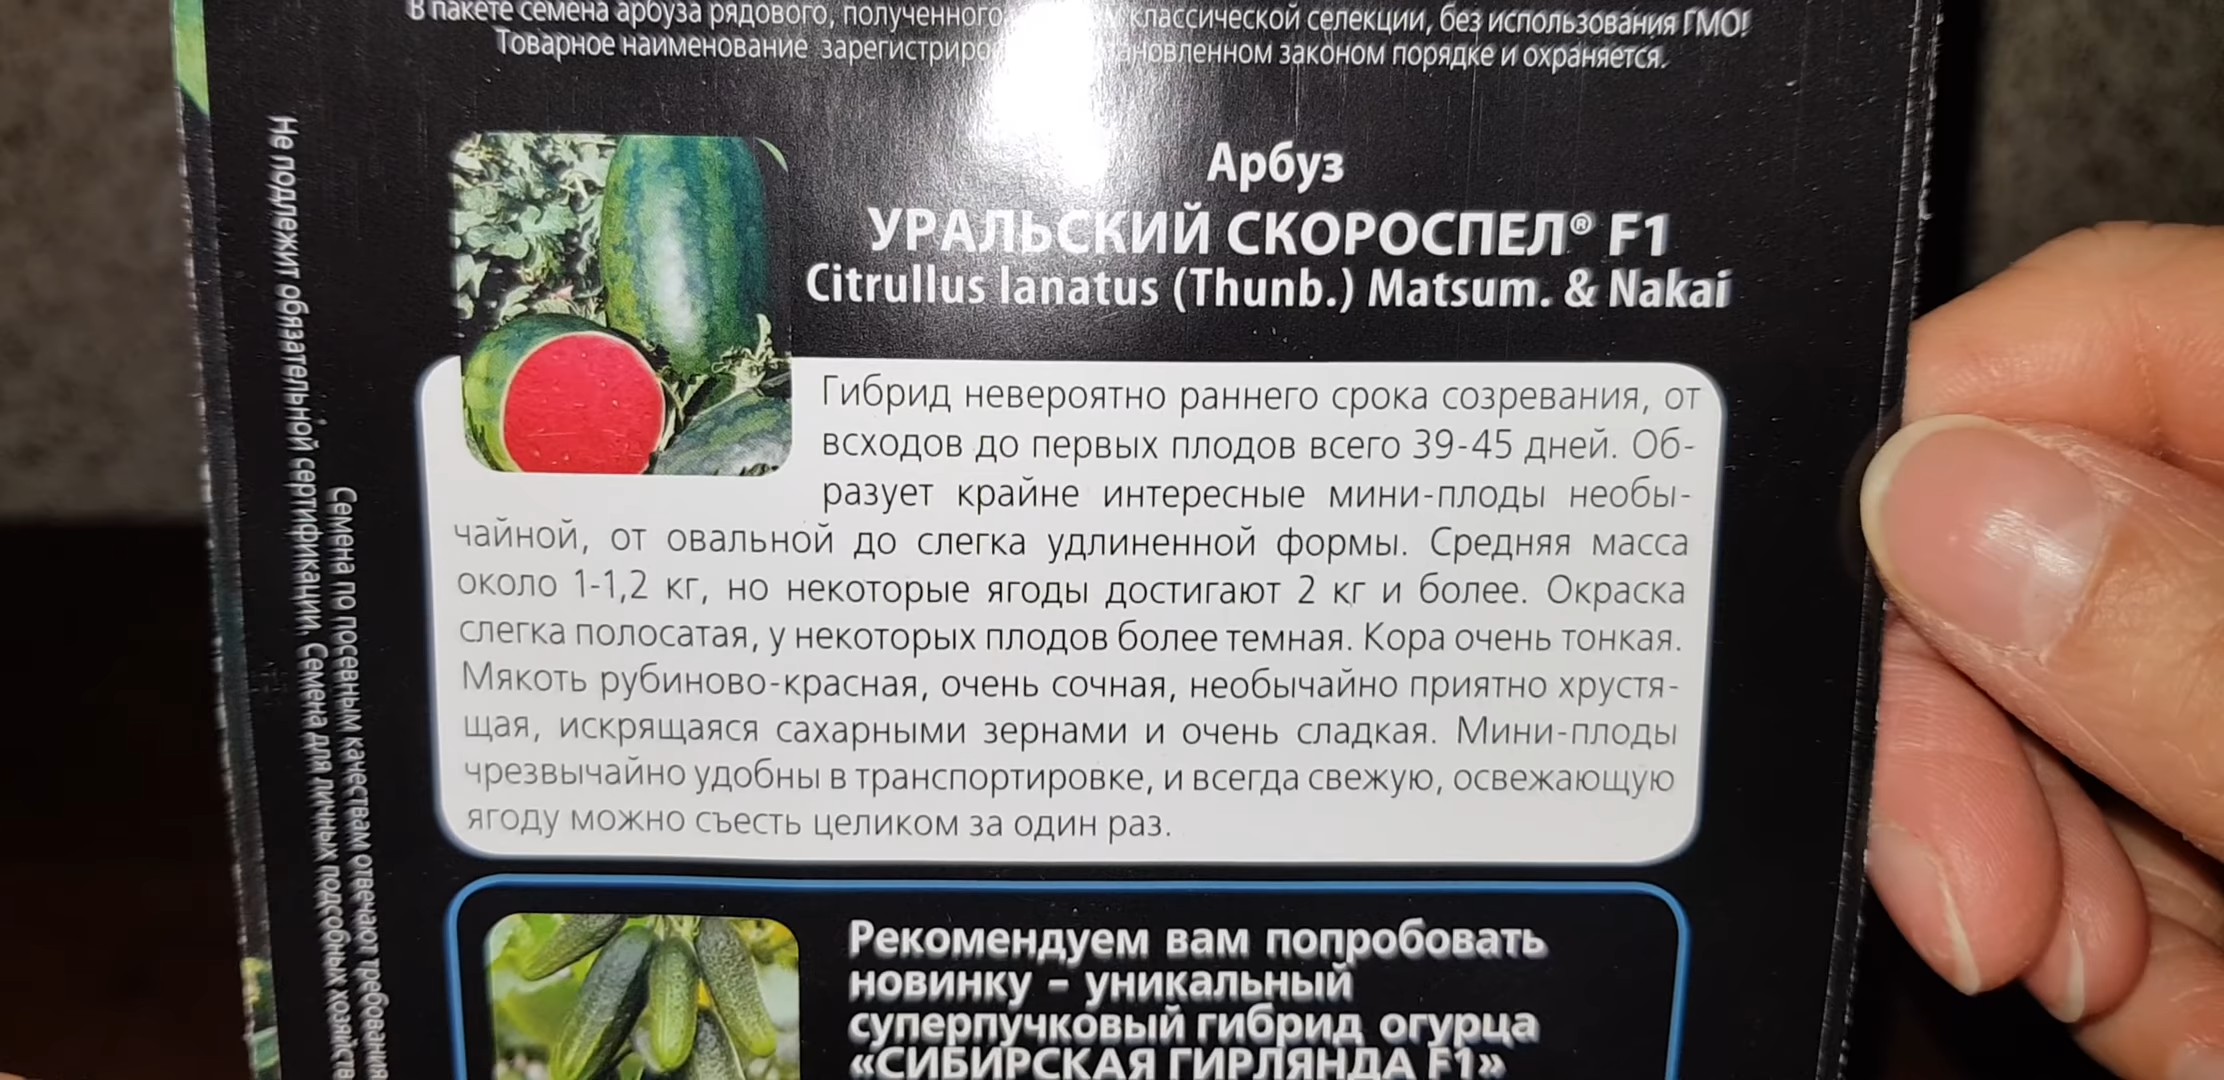 В пакете семена арбуза рядового, полученного классической селекции, без использования ГМО!
Товарное наименование законом порядке и охраняется.
Арбуз
УРАЛЬСКИЙ СКОРОСПЕЛ® F1
Citrullus lanatus (Thunb.) Matsum. & Nakai
Гибрид невероятно раннего срока созревания, от
всходов до первых плодов всего 39-45 дней. Об-
разует крайне интересные мини-плоды необы-
чайной, от овальной до слегка удлиненной формы. Средняя масса
около 1-1,2 кг, но некоторые ягоды достигают 2 кг и более. Окраска
слегка полосатая, у некоторых плодов более темная. Кора очень тонкая.
Мякоть рубиново-красная, очень сочная, необычайно приятно хрустя-
щая, искрящаяся сахарными зернами и очень сладкая. Мини-плоды
чрезвычайно удобны в транспортировке, и всегда свежую, освежающую
ягоду можно съесть целиком за один раз.
Рекомендуем вам попробовать
новинку – уникальный
суперпучковый гибрид огурца
«СИБИРСКАЯ ГИРЛЯНДА F1»
Не подлежит обязательной сертификации. Семена для личных подсобных хозяйств
Семена по посевным качествам отвечают требования